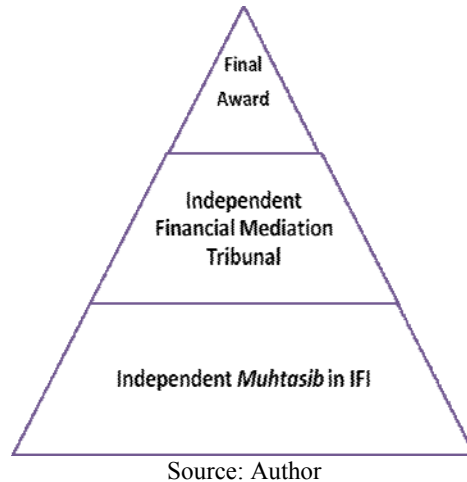 Final
Award
Independent
Financial Mediation
Tribunal
Independent Muhtasib in IFI
Source: Author